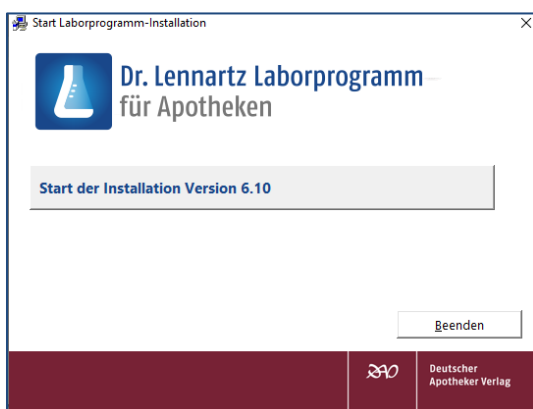 Start Laborprogramm-Installation
Dr. Lennartz Laborprogramm
für Apotheken
Start der Installation Version 6.10
Beenden
Deutscher
Apotheker Verlag